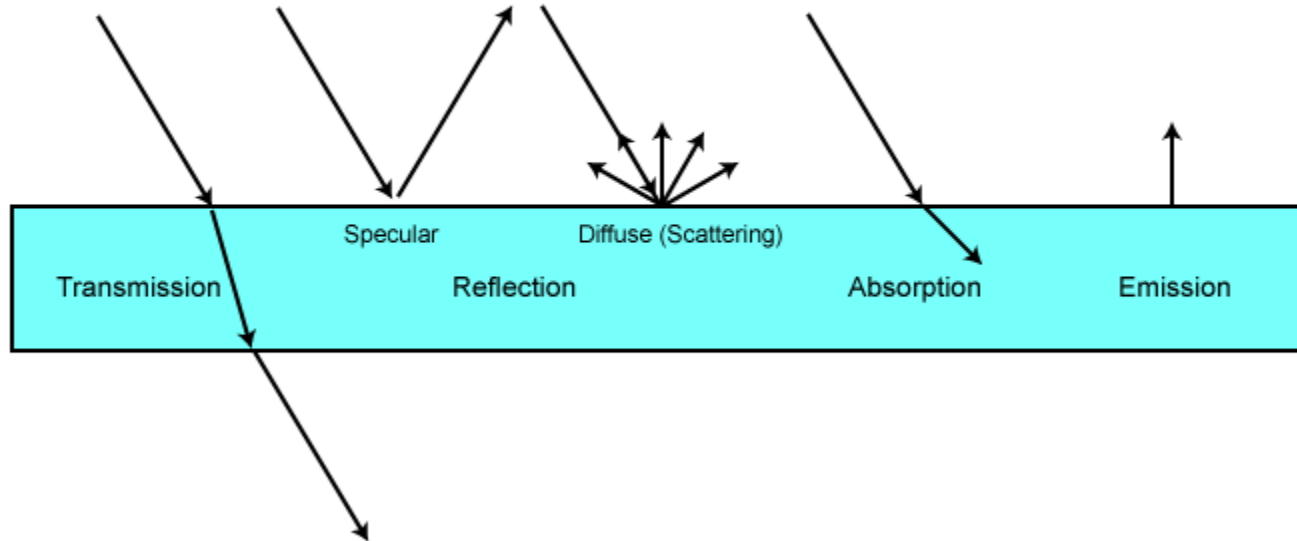 Specular
Diffuse (Scattering)
Transmission
Reflection
Absorption
Emission